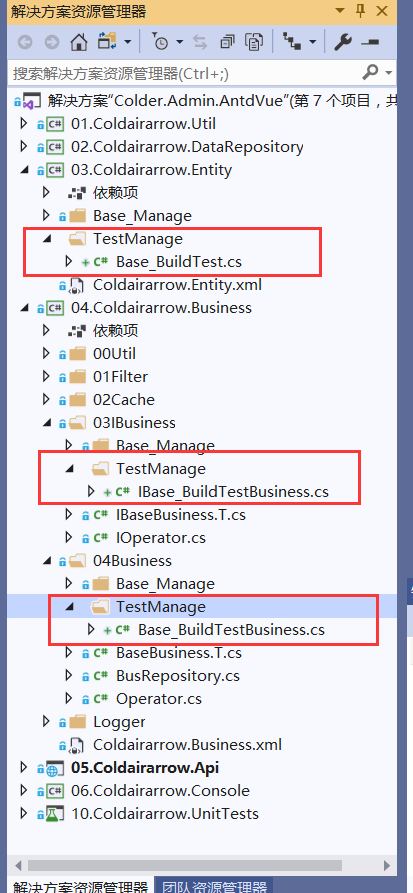 解决方案资源管理器
搜索解决方案资源管理器(Ctrl+;)
解决方案"Colder.Admin.AntdVue"(第 7 个项目，共
C# 01.Coldairarrow.Util
C# 02.Coldairarrow.DataRepository
C# 03.Coldairarrow.Entity
依赖项
Base_Manage
TestManage
C# Base_BuildTest.cs
Coldairarrow.Entity.xml
C# 04.Coldairarrow.Business
依赖项
00Util
01Filter
02Cache
03IBusiness
Base_Manage
TestManage
C# IBase_BuildTestBusiness.cs
C# IBaseBusiness.T.cs
C# IOperator.cs
04Business
Base_Manage
TestManage
C# Base_BuildTestBusiness.cs
C# BaseBusiness.T.cs
C# BusRepository.cs
C# Operator.cs
Logger
Coldairarrow.Business.xml
05.Coldairarrow.Api
C# 06.Coldairarrow.Console
10.Coldairarrow.UnitTests
解决方案资源管理器 团队资源管理器